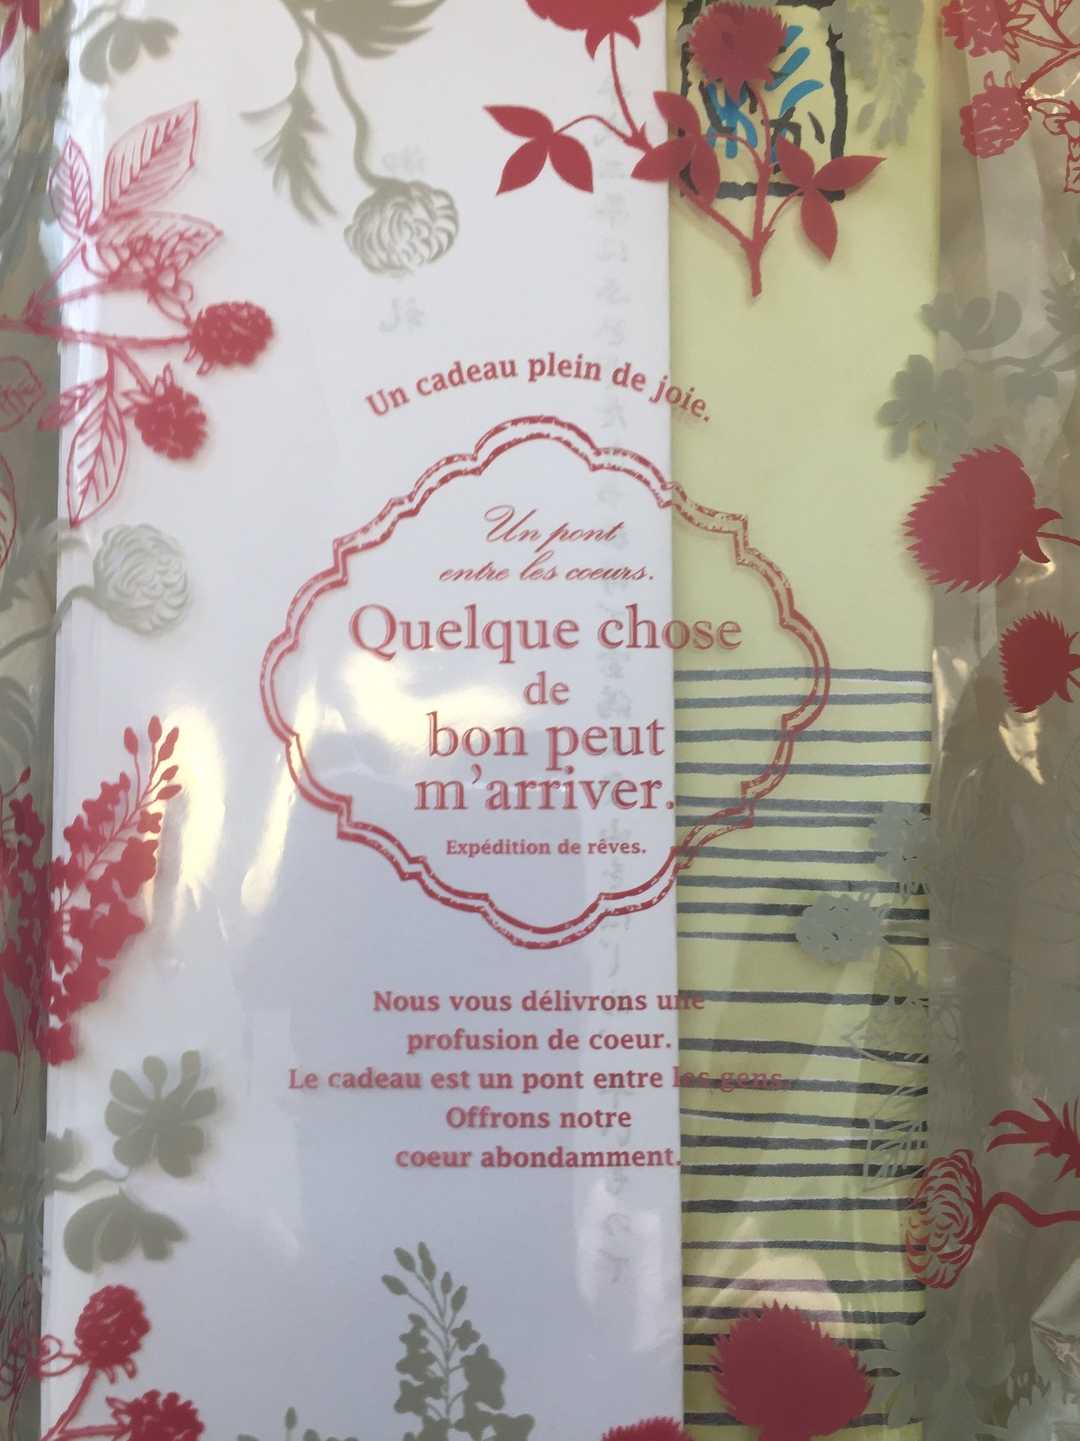 Un cadeau plein de joie.
Un pont
entre les coeurs.
Quelque chose
de
bon peut
m'arriver.
Expédition de rêves.
Nous vous délivrons une
profusion de coeur.
Le cadeau est un pont entre les gens.
Offrons notre
coeur abondamment.